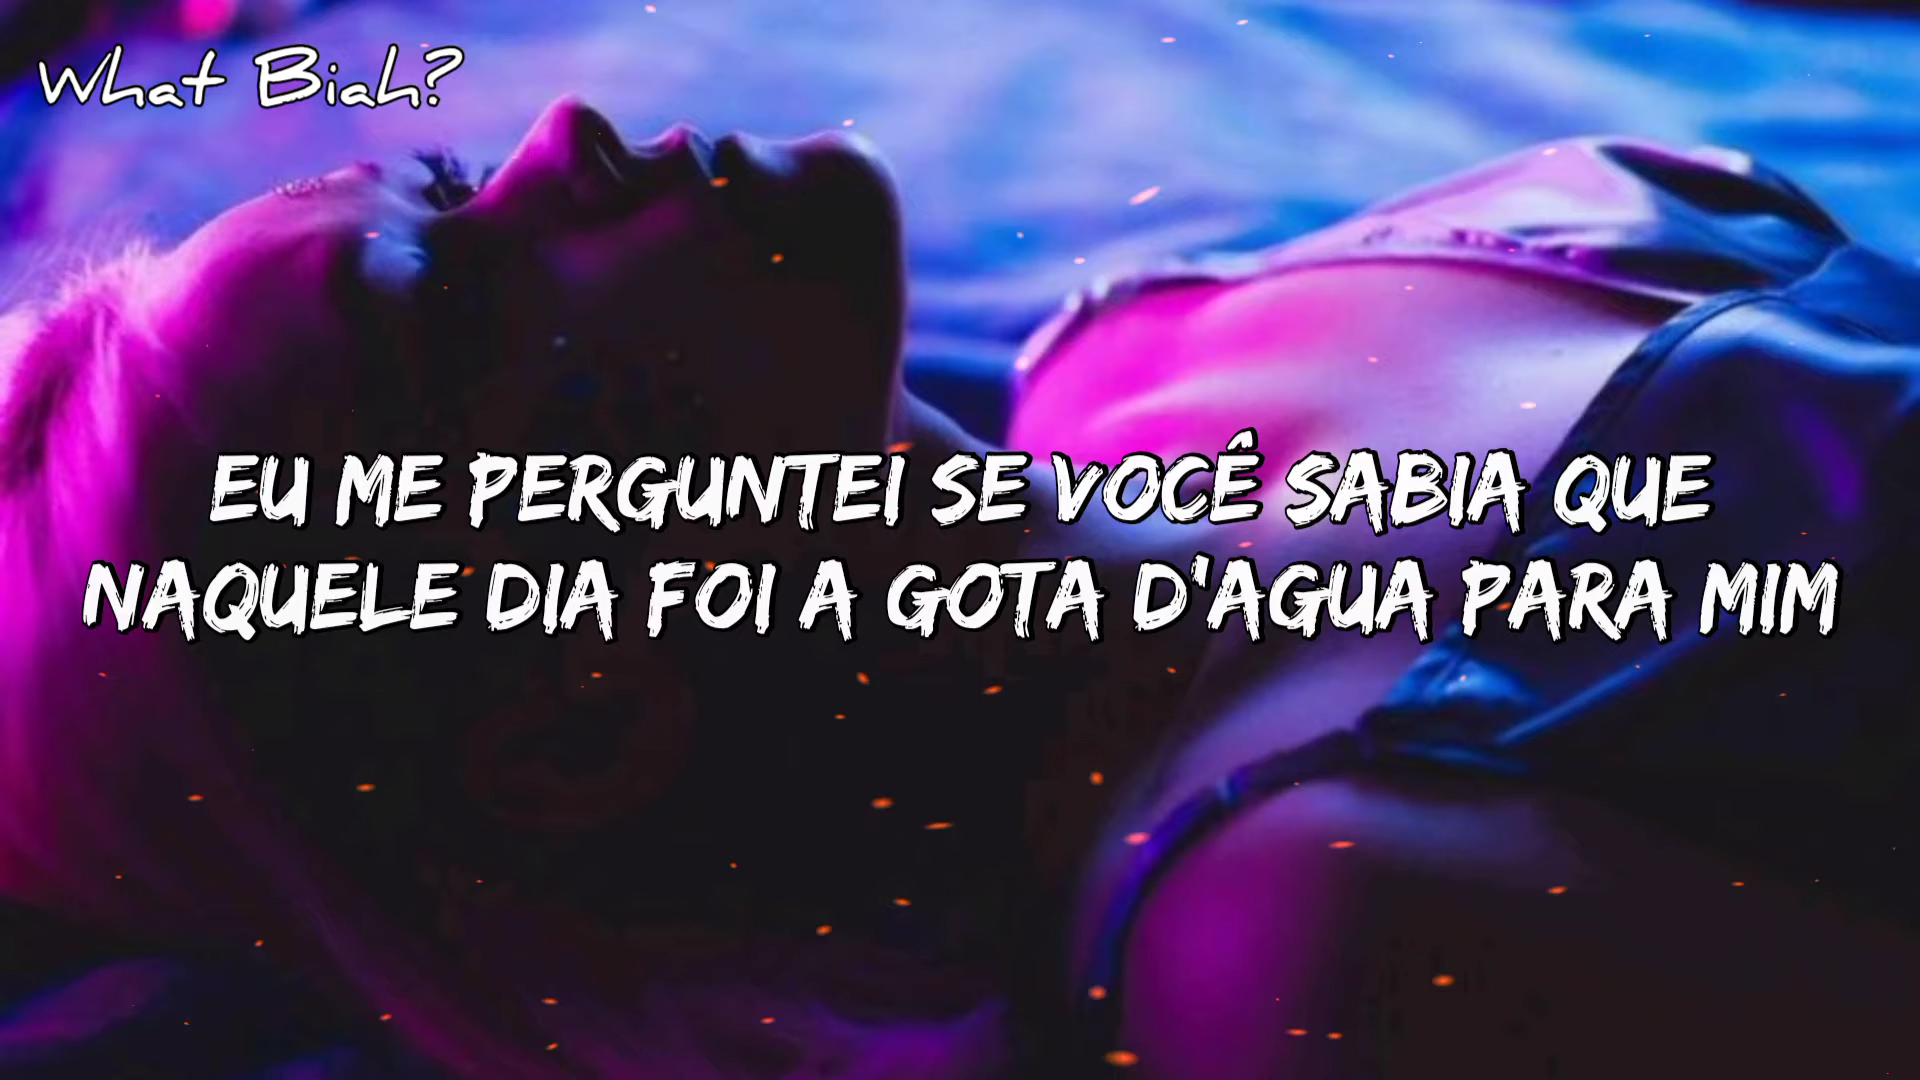 What Biah?
EU ME PERGUNTEI SE VOCÊ SABIA QUE
NAQUELE DIA FOI A GOTA D'AGUA PARA MIM